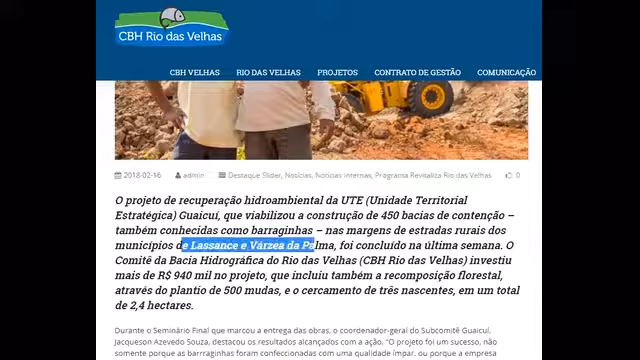 CBH Rio das Velhas
CBH VELHAS RIO DAS VELHAS PROJETOS CONTRATO DE GESTÃO COMUNICAÇÃO
2018-02-16 admin Destaque Slider, Notícias, Notícias internas, Programa Revitaliza Rio das Velhas 0
O projeto de recuperação hidroambiental da UTE (Unidade Territorial
Estratégica) Guaicuí, que viabilizou a construção de 450 bacias de contenção –
também conhecidas como barraginhas – nas margens de estradas rurais dos
municípios de Lassance e Várzea da Palma, foi concluído na última semana. O
Comitê da Bacia Hidrográfica do Rio das Velhas (CBH Rio das Velhas) investiu
mais de R$ 940 mil no projeto, que incluiu também a recomposição florestal,
através do plantio de 500 mudas, e o cercamento de três nascentes, em um total
de 2,4 hectares.
Durante o Seminário Final que marcou a entrega das obras, o coordenador-geral do Subcomitê Guaicuí,
Jacqueson Azevedo Souza, destacou os resultados alcançados com a ação. "O projeto foi um sucesso, não
somente porque as barrraginhas foram confeccionadas com uma qualidade ímpar, ou porque a empresa